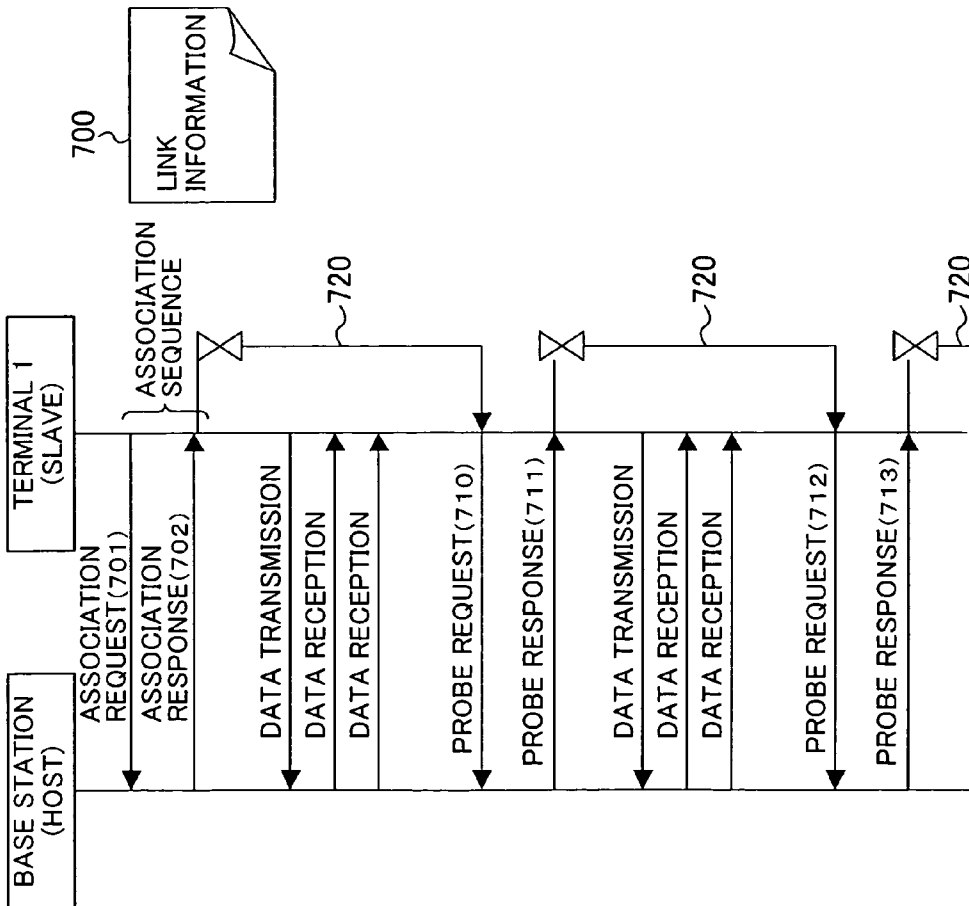 BASE STATION
(HOST)
TERMINAL 1
(SLAVE)
700
LINK
INFORMATION
ASSOCIATION
REQUEST(701)
ASSOCIATION
RESPONSE(702)
ASSOCIATION
SEQUENCE
720
DATA TRANSMISSION
DATA RECEPTION
DATA RECEPTION
PROBE REQUEST(710)
PROBE RESPONSE(711)
720
DATA TRANSMISSION
DATA RECEPTION
DATA RECEPTION
PROBE REQUEST(712)
PROBE RESPONSE(713)
720